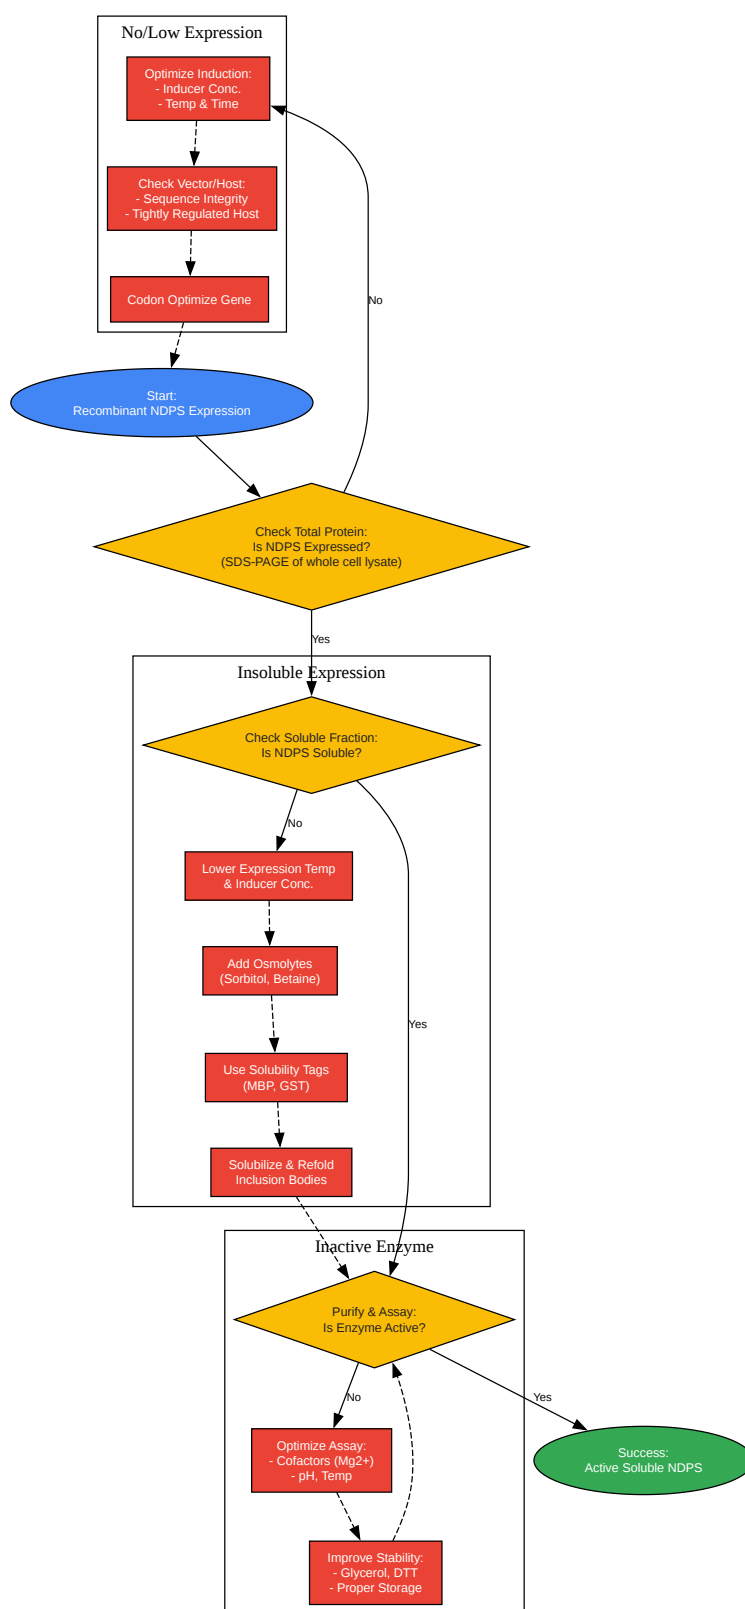 No/Low Expression
Optimize Induction:
- Inducer Conc.
- Temp & Time
Check Vector/Host:
- Sequence Integrity
- Tightly Regulated Host
No
Codon Optimize Gene
Start:
Recombinant NDPS Expression
Check Total Protein:
Is NDPS Expressed?
(SDS-PAGE of whole cell lysate)
Yes
Insoluble Expression
Check Soluble Fraction:
Is NDPS Soluble?
No
Lower Expression Temp
& Inducer Conc.
Add Osmolytes
(Sorbitol, Betaine)
Yes
Use Solubility Tags
(MBP, GST)
Solubilize & Refold
Inclusion Bodies
Inactive Enzyme
Purify & Assay:
Is Enzyme Active?
No
Yes
Optimize Assay:
- Cofactors (Mg2+)
- pH, Temp
Success:
Active Soluble NDPS
Improve Stability:
- Glycerol, DTT
- Proper Storage